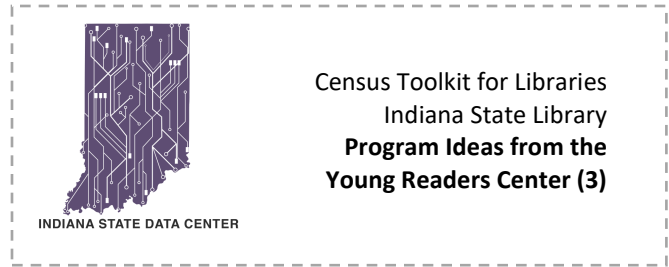 Census Toolkit for Libraries
Indiana State Library
Program Ideas from the
Young Readers Center (3)
INDIANA STATE DATA CENTER